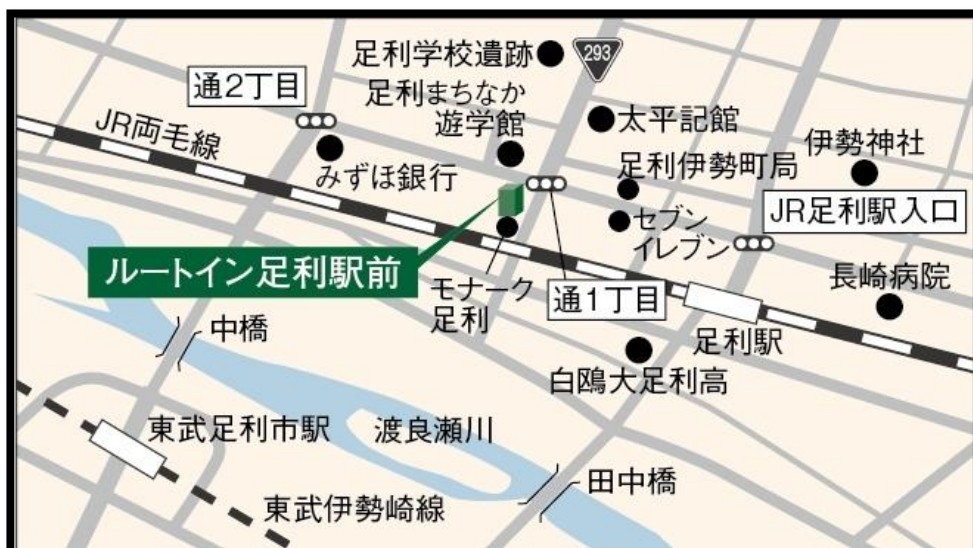 足利学校遺跡
293
通2丁目
足利まちなか
遊学館
太平記館
JR両毛線
みずほ銀行
足利伊勢町局
伊勢神社
セブン
イレブン
JR足利駅入口
ルートイン足利駅前
モナーク
足利
通1丁目
長崎病院
中橋
足利駅
白鴎大足利高
東武足利市駅
渡良瀬川
田中橋
東武伊勢崎線